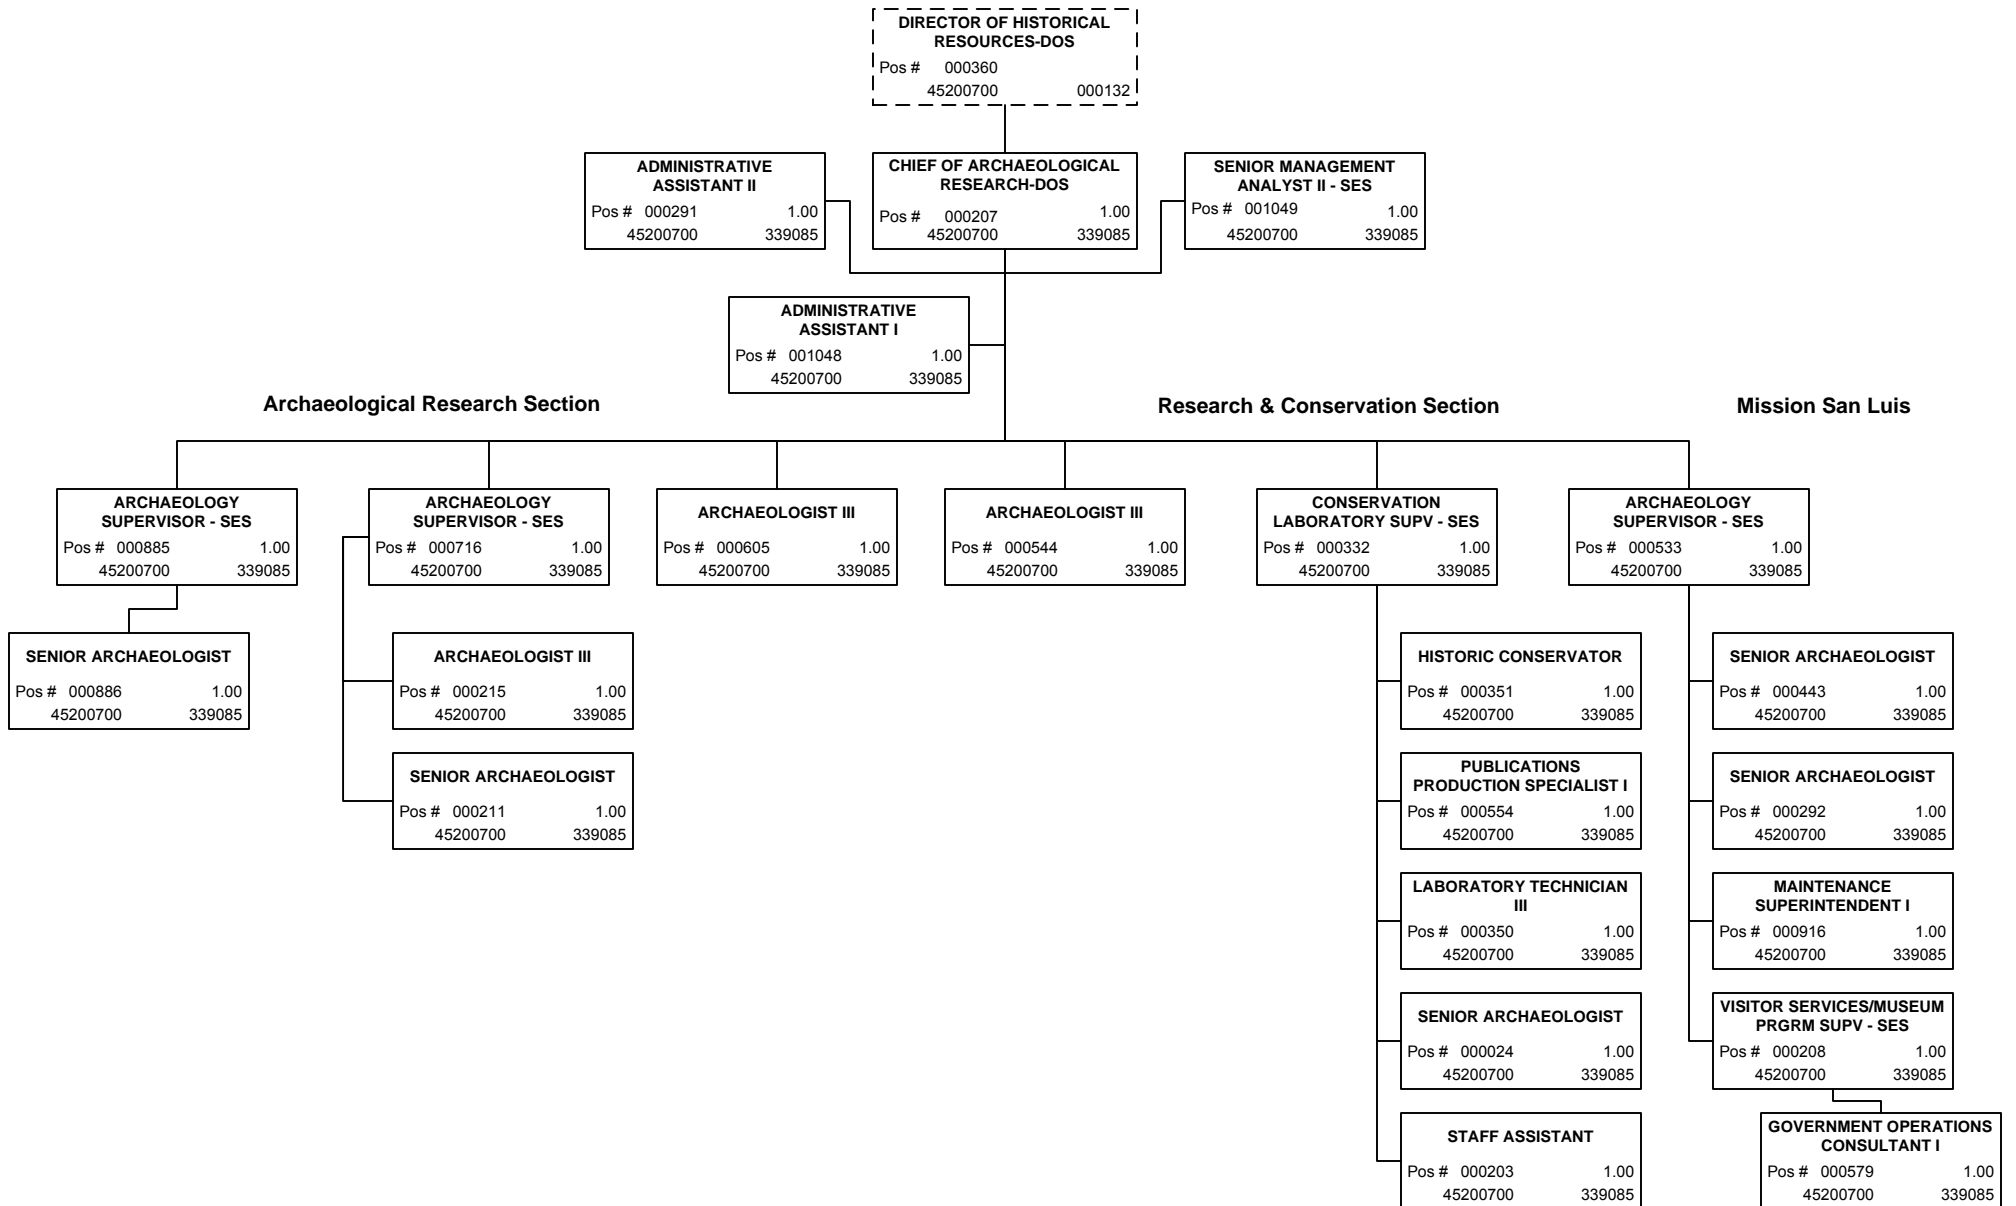 DIRECTOR OF HISTORICAL
RESOURCES-DOS
Pos # 000360
45200700 000132
ADMINISTRATIVE
ASSISTANT II
Pos # 000291 1.00
45200700 339085
CHIEF OF ARCHAEOLOGICAL
RESEARCH-DOS
Pos # 000207 1.00
45200700 339085
SENIOR MANAGEMENT
ANALYST II - SES
Pos # 001049 1.00
45200700 339085
ADMINISTRATIVE
ASSISTANT I
Pos # 001048 1.00
45200700 339085
Archaeological Research Section
Research & Conservation Section
Mission San Luis
ARCHAEOLOGY
SUPERVISOR - SES
Pos # 000885 1.00
45200700 339085
ARCHAEOLOGY
SUPERVISOR - SES
Pos # 000716 1.00
45200700 339085
ARCHAEOLOGIST III
Pos # 000605 1.00
45200700 339085
ARCHAEOLOGIST III
Pos # 000544 1.00
45200700 339085
CONSERVATION
LABORATORY SUPV - SES
Pos # 000332 1.00
45200700 339085
ARCHAEOLOGY
SUPERVISOR - SES
Pos # 000533 1.00
45200700 339085
SENIOR ARCHAEOLOGIST
Pos # 000886 1.00
45200700 339085
ARCHAEOLOGIST III
Pos # 000215 1.00
45200700 339085
SENIOR ARCHAEOLOGIST
Pos # 000211 1.00
45200700 339085
HISTORIC CONSERVATOR
Pos # 000351 1.00
45200700 339085
PUBLICATIONS
PRODUCTION SPECIALIST I
Pos # 000554 1.00
45200700 339085
LABORATORY TECHNICIAN
III
Pos # 000350 1.00
45200700 339085
SENIOR ARCHAEOLOGIST
Pos # 000024 1.00
45200700 339085
STAFF ASSISTANT
Pos # 000203 1.00
45200700 339085
SENIOR ARCHAEOLOGIST
Pos # 000443 1.00
45200700 339085
SENIOR ARCHAEOLOGIST
Pos # 000292 1.00
45200700 339085
MAINTENANCE
SUPERINTENDENT I
Pos # 000916 1.00
45200700 339085
VISITOR SERVICES/MUSEUM
PRGRM SUPV - SES
Pos # 000208 1.00
45200700 339085
GOVERNMENT OPERATIONS
CONSULTANT I
Pos # 000579 1.00
45200700 339085